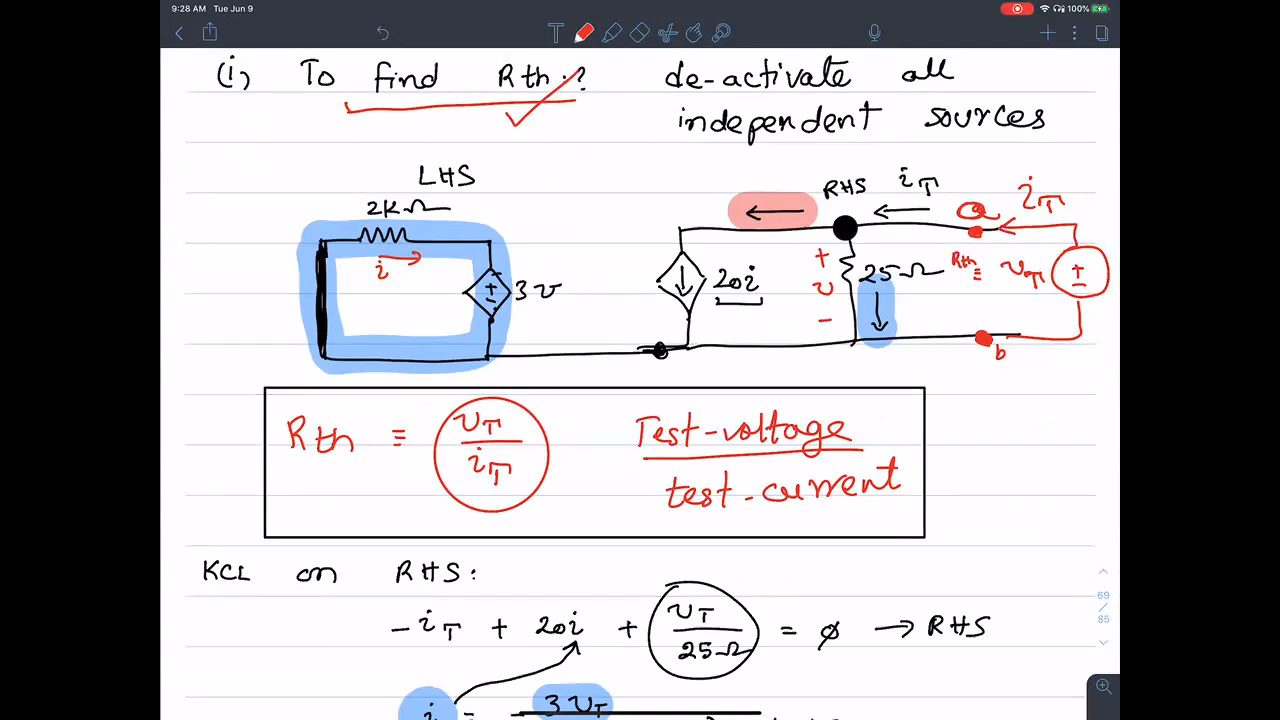 9:28 AM Tue Jun 9
100%
(i) To find Rth.? de-activate all
independent sources
LHS
2KΩ
i
+
-
3v
RHS
iT
iT
a
20i
+
v
-
25Ω
Rth
≡
vT
+
-
b
Rth ≡ vT / iT
Test-voltage
test-current
KCL on RHS:
-iT + 20i + vT / 25Ω = ∅ → RHS
i = - 3vT
69
/
85